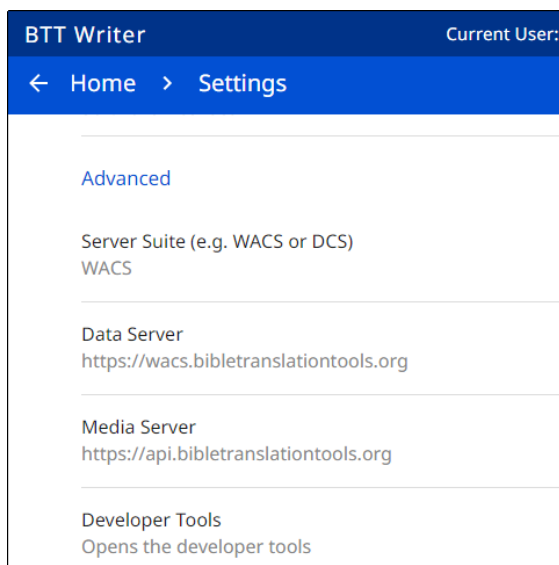 BTT Writer Current User:
← Home > Settings
Advanced
Server Suite (e.g. WACS or DCS)
WACS
Data Server
https://wacs.bibletranslationtools.org
Media Server
https://api.bibletranslationtools.org
Developer Tools
Opens the developer tools